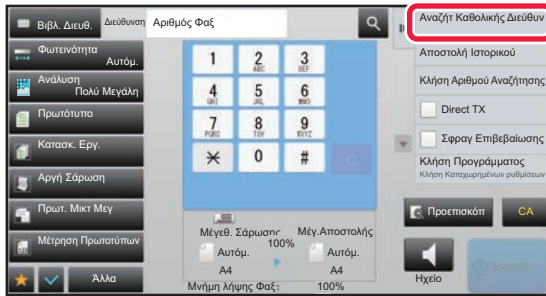 Βιβλ. Διευθ.
Διεύθυνση
Αριθμός Φαξ
Φωτεινότητα
Αυτόμ.
Ανάλυση
Πολύ Μεγάλη
Πρωτότυπο
Κατασκ. Εργ.
Αργή Σάρωση
Πρωτ. Μικτ Μεγ
Μέτρηση Πρωτοτύπων
Άλλα
1 2 3
ABC DEF
4 5 6
GHI JKL MNO
7 8 9
PQRS TUV WXYZ
0 #
C
Μέγεθ. Σάρωσης
Μέγ.Αποστολής
100%
Αυτόμ.
Αυτόμ.
A4
A4
Μνήμη λήψης Φαξ:
100%
Αναζήτ Καθολικής Διεύθυν
Αποστολή Ιστορικού
Κλήση Αριθμού Αναζήτησης
Direct TX
Σφραγ Επιβεβαίωσης
Κλήση Προγράμματος
Κλήση Καταχωρημένων ρυθμίσεων
Προεπισκόπ
CA
Ηχείο